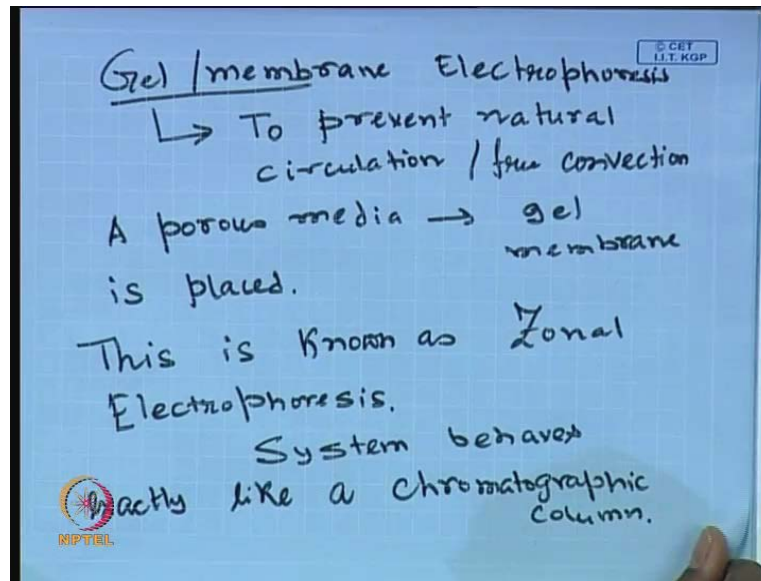 © CET
I.I.T. KGP
Gel / membrane Electrophoresis
↳ To prevent natural
circulation / free convection
A porous media → gel
membrane
is placed.
This is known as Zonal
Electrophoresis.
System behaves
exactly like a chromatographic
column.
NPTEL